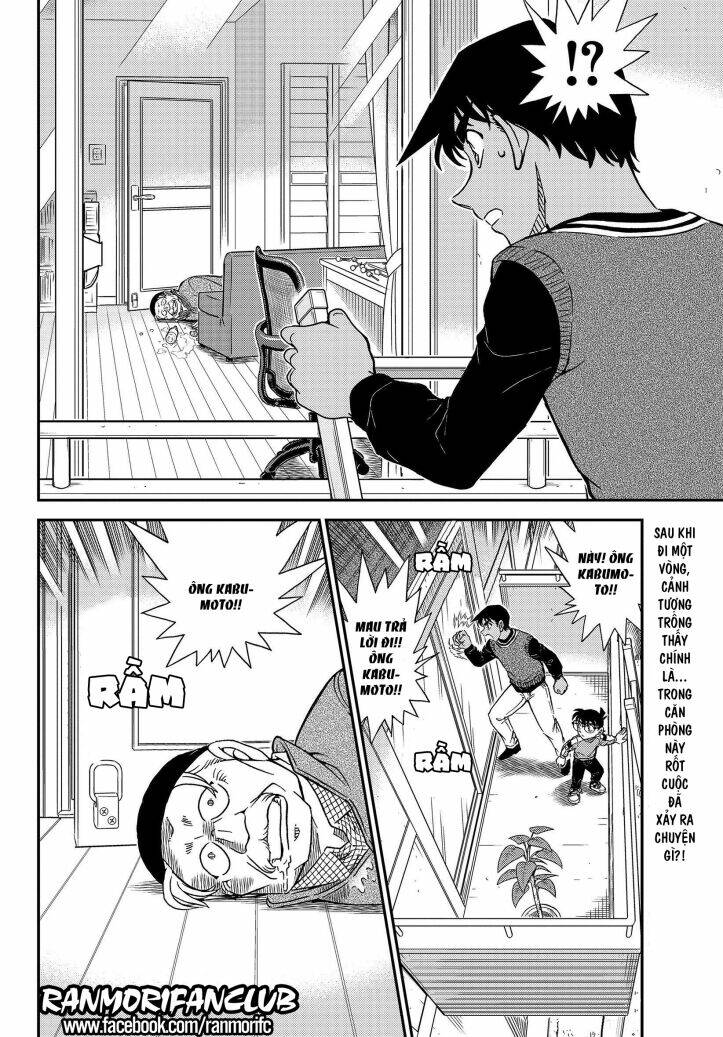 !?
SAU KHI
ĐI MỘT
VÒNG,
CẢNH
TƯỢNG
TRÔNG
THẤY
CHÍNH
LÀ...
TRONG
CĂN
PHÒNG
NÀY
RỐT
CUỘC
ĐÃ
XẢY RA
CHUYỆN
GÌ?!
NÀY! ÔNG
KABUMO-
TO!!
RẦM
MAU TRẢ
LỜI ĐI!!
ÔNG
KABU-
MOTO!!
RẦM
ÔNG KABU-
MOTO!!
RẦM
RANMORIFANCLUB
www.facebook.com/ranmorifc